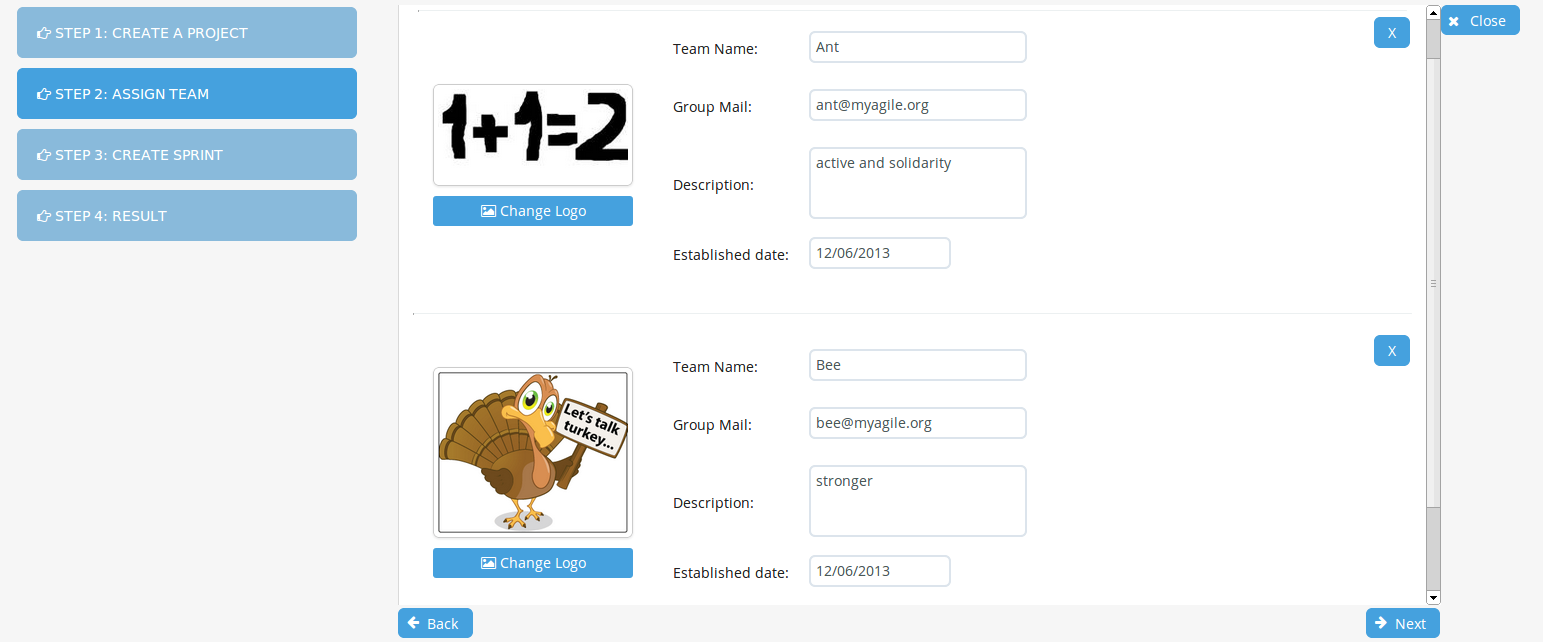 STEP 1: CREATE A PROJECT
STEP 2: ASSIGN TEAM
STEP 3: CREATE SPRINT
STEP 4: RESULT
Close
X
Team Name: Ant
Group Mail: ant@myagile.org
1+1=2
Description: active and solidarity
Change Logo
Established date: 12/06/2013
X
Team Name: Bee
Group Mail: bee@myagile.org
Let's talk
turkey...
Description: stronger
Change Logo
Established date: 12/06/2013
Back
Next